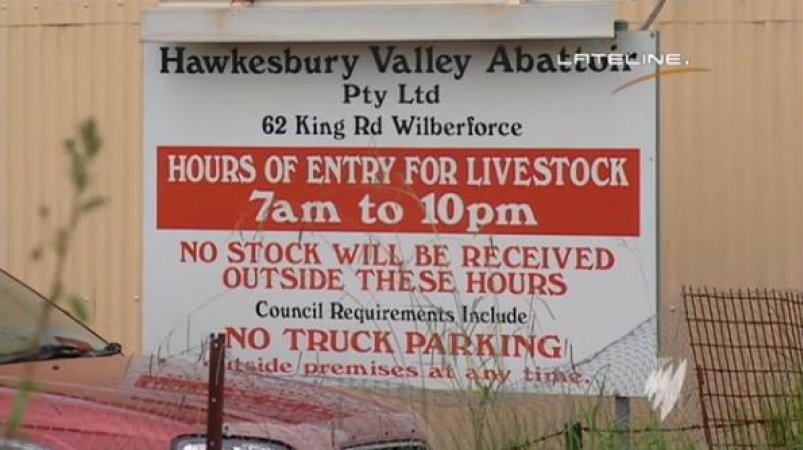 LATELINE.
Hawkesbury Valley Abattoir
Pty Ltd
62 King Rd Wilberforce
HOURS OF ENTRY FOR LIVESTOCK
7am to 10pm
NO STOCK WILL BE RECEIVED
OUTSIDE THESE HOURS
Council Requirements Include
NO TRUCK PARKING
outside premises at any time.